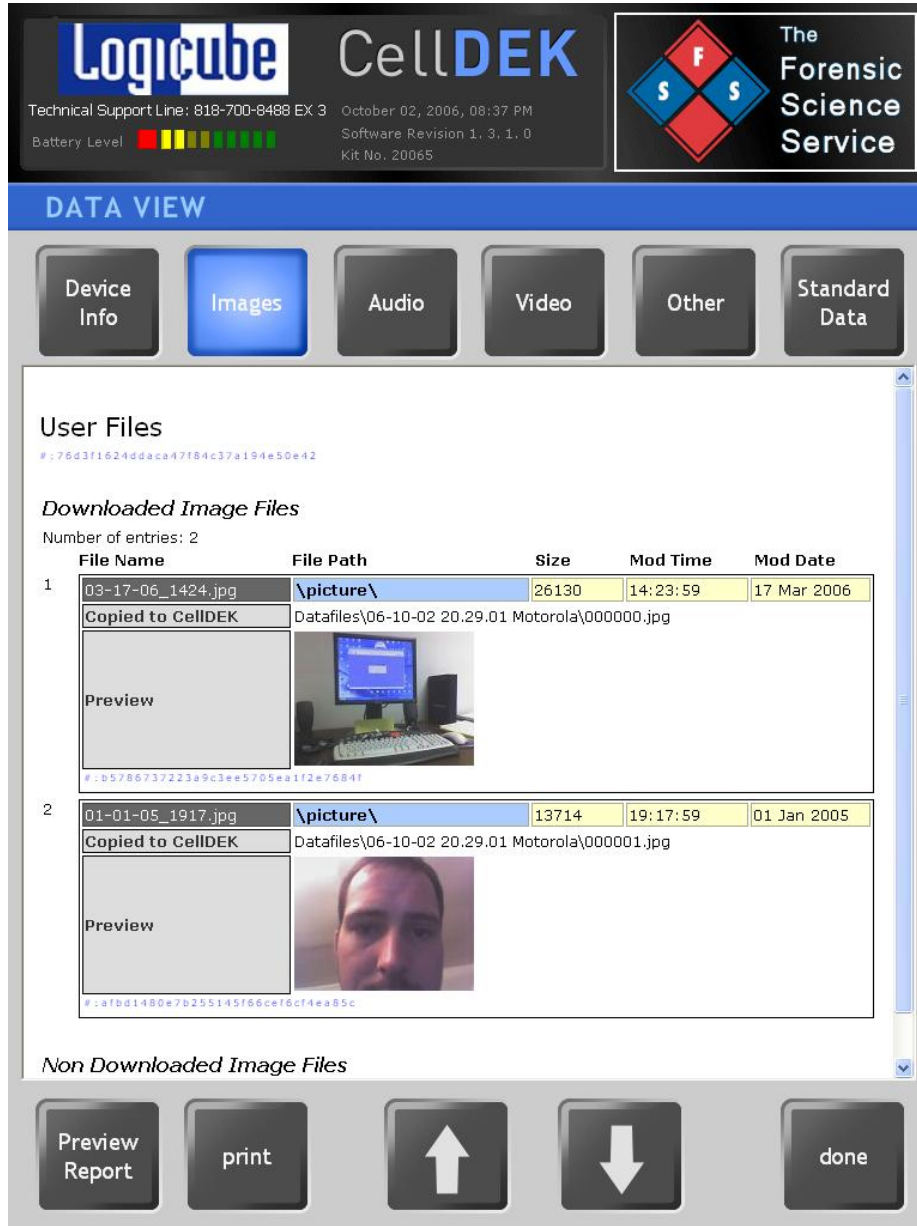 Logicube
CellDEK
Technical Support Line: 818-700-8488 EX 3
October 02, 2006, 08:37 PM
Battery Level
Software Revision 1. 3. 1. 0
Kit No. 20065
F
S S
The
Forensic
Science
Service
DATA VIEW
Device
Info
Images
Audio
Video
Other
Standard
Data
User Files
#:76d3f1624ddaca47f84c37a194e50e42
Downloaded Image Files
Number of entries: 2
File Name File Path Size Mod Time Mod Date
1 03-17-06_1424.jpg \picture\ 26130 14:23:59 17 Mar 2006
Copied to CellDEK Datafiles\06-10-02 20.29.01 Motorola\000000.jpg
Preview
#:b5786737223a9c3ee5705ea1f2e7684f
2 01-01-05_1917.jpg \picture\ 13714 19:17:59 01 Jan 2005
Copied to CellDEK Datafiles\06-10-02 20.29.01 Motorola\000001.jpg
Preview
#:afbd1480e7b255145f66cef6cf4ea85c
Non Downloaded Image Files
Preview
Report
print
done